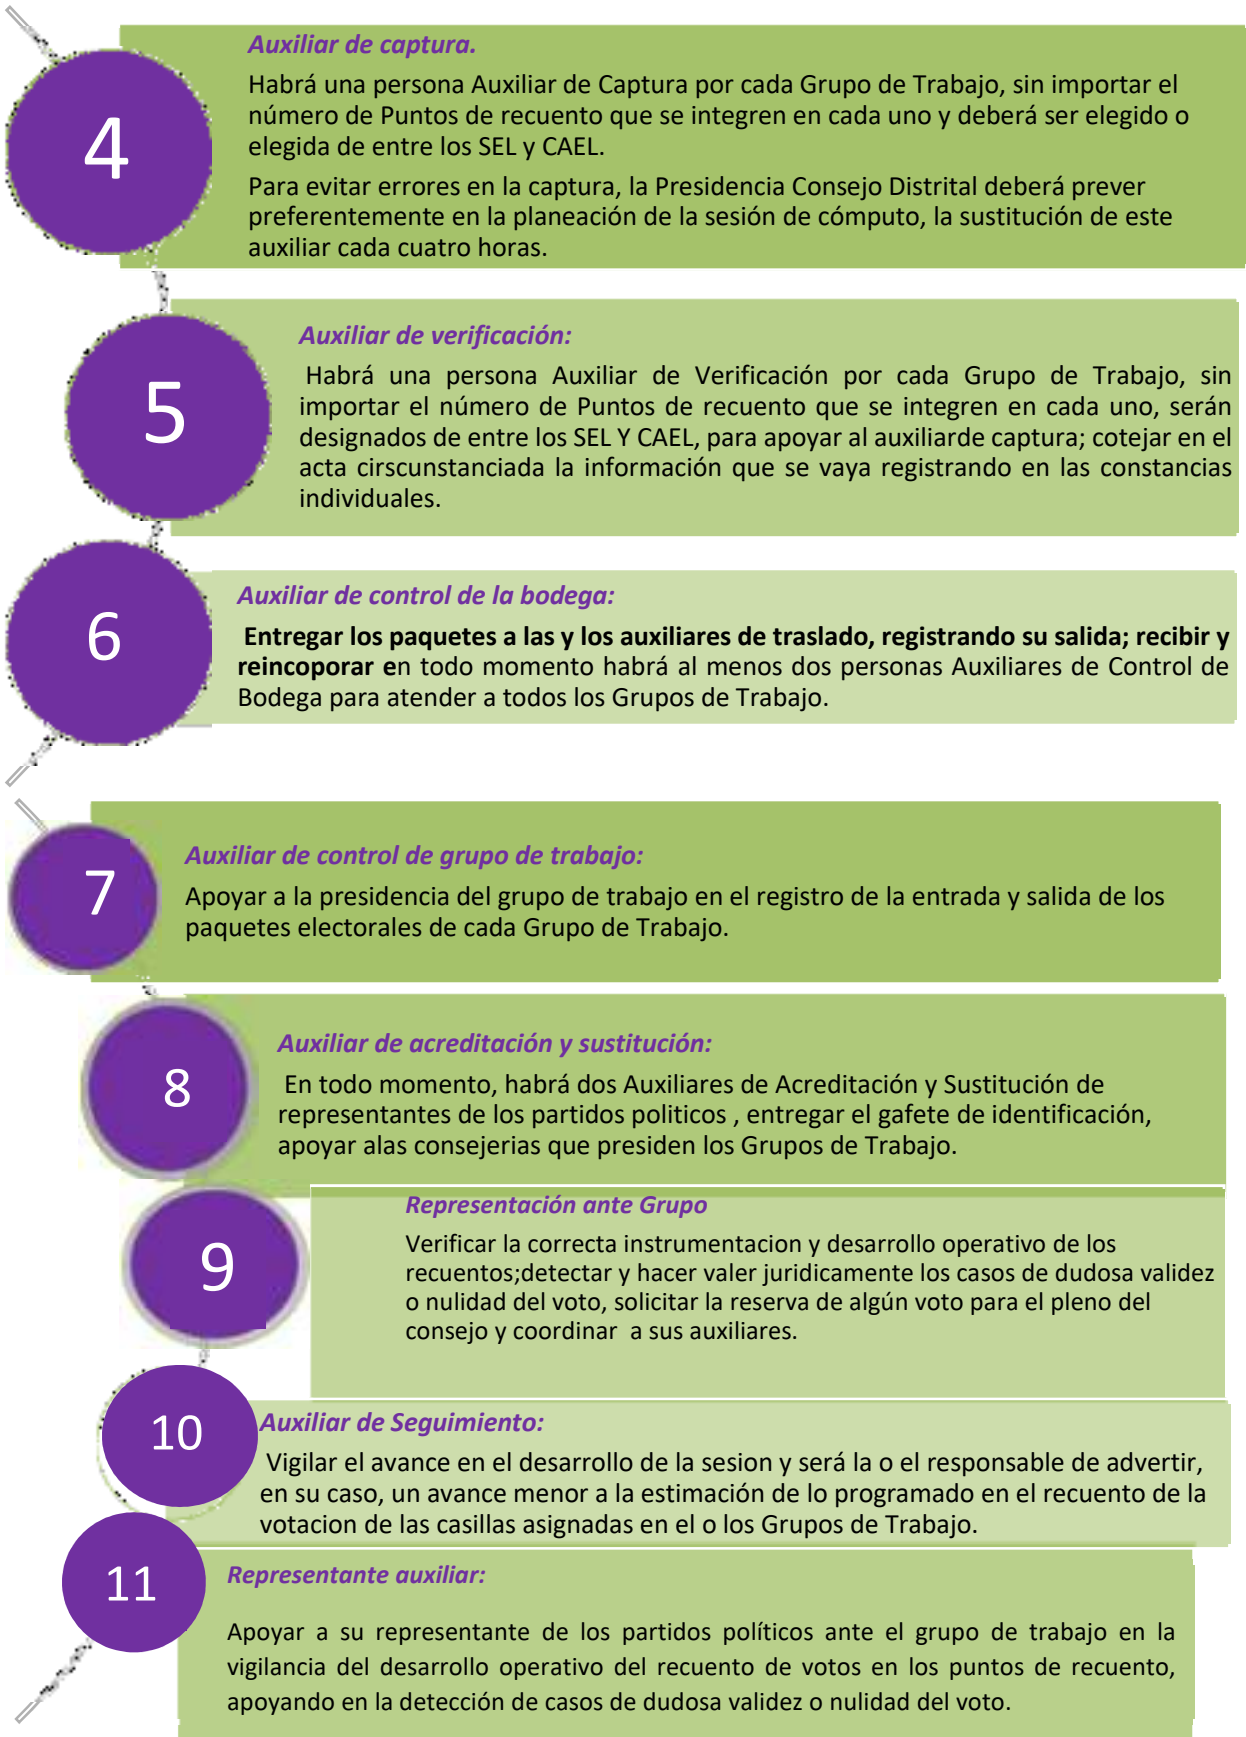 4
Auxiliar de captura.
Habrá una persona Auxiliar de Captura por cada Grupo de Trabajo, sin importar el
número de Puntos de recuento que se integren en cada uno y deberá ser elegido o
elegida de entre los SEL y CAEL.
Para evitar errores en la captura, la Presidencia Consejo Distrital deberá prever
preferentemente en la planeación de la sesión de cómputo, la sustitución de este
auxiliar cada cuatro horas.
5
Auxiliar de verificación:
Habrá una persona Auxiliar de Verificación por cada Grupo de Trabajo, sin
importar el número de Puntos de recuento que se integren en cada uno, serán
designados de entre los SEL Y CAEL, para apoyar al auxiliarde captura; cotejar en el
acta cirscunstanciada la información que se vaya registrando en las constancias
individuales.
6
Auxiliar de control de la bodega:
Entregar los paquetes a las y los auxiliares de traslado, registrando su salida; recibir y
reincoporar en todo momento habrá al menos dos personas Auxiliares de Control de
Bodega para atender a todos los Grupos de Trabajo.
7
Auxiliar de control de grupo de trabajo:
Apoyar a la presidencia del grupo de trabajo en el registro de la entrada y salida de los
paquetes electorales de cada Grupo de Trabajo.
8
Auxiliar de acreditación y sustitución:
En todo momento, habrá dos Auxiliares de Acreditación y Sustitución de
representantes de los partidos politicos , entregar el gafete de identificación,
apoyar alas consejerias que presiden los Grupos de Trabajo.
9
Representación ante Grupo
Verificar la correcta instrumentacion y desarrollo operativo de los
recuentos;detectar y hacer valer juridicamente los casos de dudosa validez
o nulidad del voto, solicitar la reserva de algún voto para el pleno del
consejo y coordinar a sus auxiliares.
10
Auxiliar de Seguimiento:
Vigilar el avance en el desarrollo de la sesion y será la o el responsable de advertir,
en su caso, un avance menor a la estimación de lo programado en el recuento de la
votacion de las casillas asignadas en el o los Grupos de Trabajo.
11
Representante auxiliar:
Apoyar a su representante de los partidos políticos ante el grupo de trabajo en la
vigilancia del desarrollo operativo del recuento de votos en los puntos de recuento,
apoyando en la detección de casos de dudosa validez o nulidad del voto.